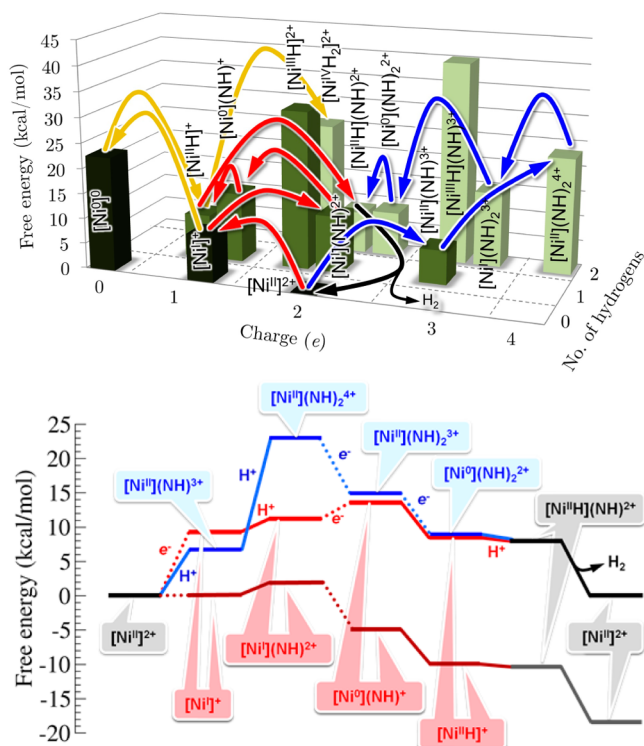 Free energy (kcal/mol)
45
40
35
30
25
20
15
10
5
0
[Ni⁰]⁰
[NiᴵᴵH]⁺
[Niᴵ]⁺
[Ni⁰](NH)⁺
[NiᴵᴵᴵH]²⁺
[NiᴵⱽH₂]²⁺
[NiᴵᴵH](NH)²⁺
[Ni⁰](NH)₂²⁺
[Niᴵ](NH)²⁺
[Niᴵᴵ]²⁺
[Niᴵᴵ](NH)³⁺
[NiᴵᴵᴵH](NH)³⁺
[Niᴵ](NH)₂³⁺
[Niᴵᴵ](NH)₂⁴⁺
H₂
0
1
2
3
4
Charge (e)
0
1
2
No. of hydrogens
Free energy (kcal/mol)
25
20
15
10
5
0
-5
-10
-15
-20
[Niᴵᴵ](NH)₂⁴⁺
[Niᴵᴵ](NH)³⁺
[Niᴵᴵ](NH)₂³⁺
[Ni⁰](NH)₂²⁺
[NiᴵᴵH](NH)²⁺
H⁺
e⁻
e⁻
H⁺
e⁻
e⁻
H⁺
H⁺
H₂
[Niᴵᴵ]²⁺
[Niᴵ](NH)²⁺
[Niᴵᴵ]²⁺
[Niᴵ]⁺
[Ni⁰](NH)⁺
[NiᴵᴵH]⁺